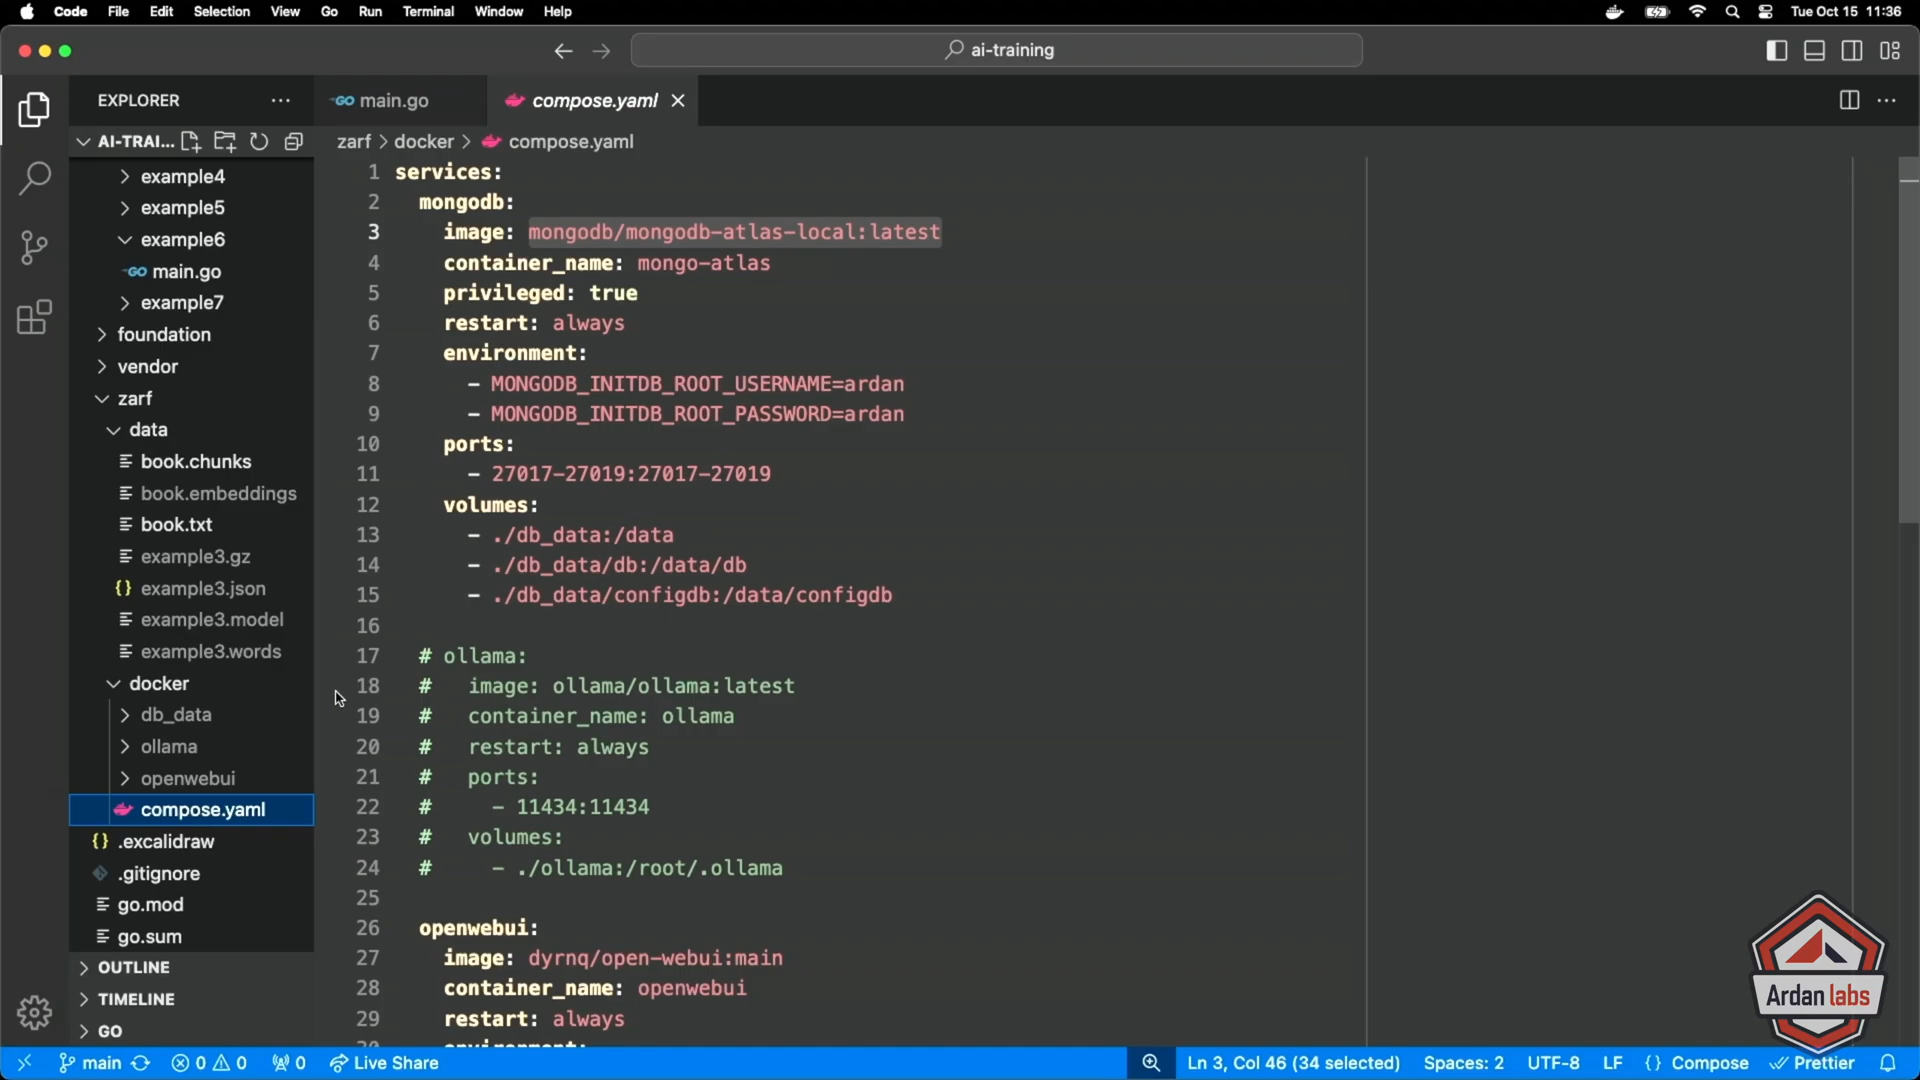 Code File Edit Selection View Go Run Terminal Window Help Tue Oct 15 11:36
ai-training
EXPLORER
main.go
compose.yaml
AI-TRAI...
zarf > docker > compose.yaml
example4
example5
example6
main.go
example7
foundation
vendor
zarf
data
book.chunks
book.embeddings
book.txt
example3.gz
example3.json
example3.model
example3.words
docker
db_data
ollama
openwebui
compose.yaml
.excalidraw
.gitignore
go.mod
go.sum
OUTLINE
TIMELINE
GO
1 services:
2 mongodb:
3 image: mongodb/mongodb-atlas-local:latest
4 container_name: mongo-atlas
5 privileged: true
6 restart: always
7 environment:
8 - MONGODB_INITDB_ROOT_USERNAME=ardan
9 - MONGODB_INITDB_ROOT_PASSWORD=ardan
10 ports:
11 - 27017-27019:27017-27019
12 volumes:
13 - ./db_data:/data
14 - ./db_data/db:/data/db
15 - ./db_data/configdb:/data/configdb
16
17 # ollama:
18 # image: ollama/ollama:latest
19 # container_name: ollama
20 # restart: always
21 # ports:
22 # - 11434:11434
23 # volumes:
24 # - ./ollama:/root/.ollama
25
26 openwebui:
27 image: dyrnq/open-webui:main
28 container_name: openwebui
29 restart: always
Ardan labs
main 0 0 0 Live Share Ln 3, Col 46 (34 selected) Spaces: 2 UTF-8 LF {} Compose Prettier